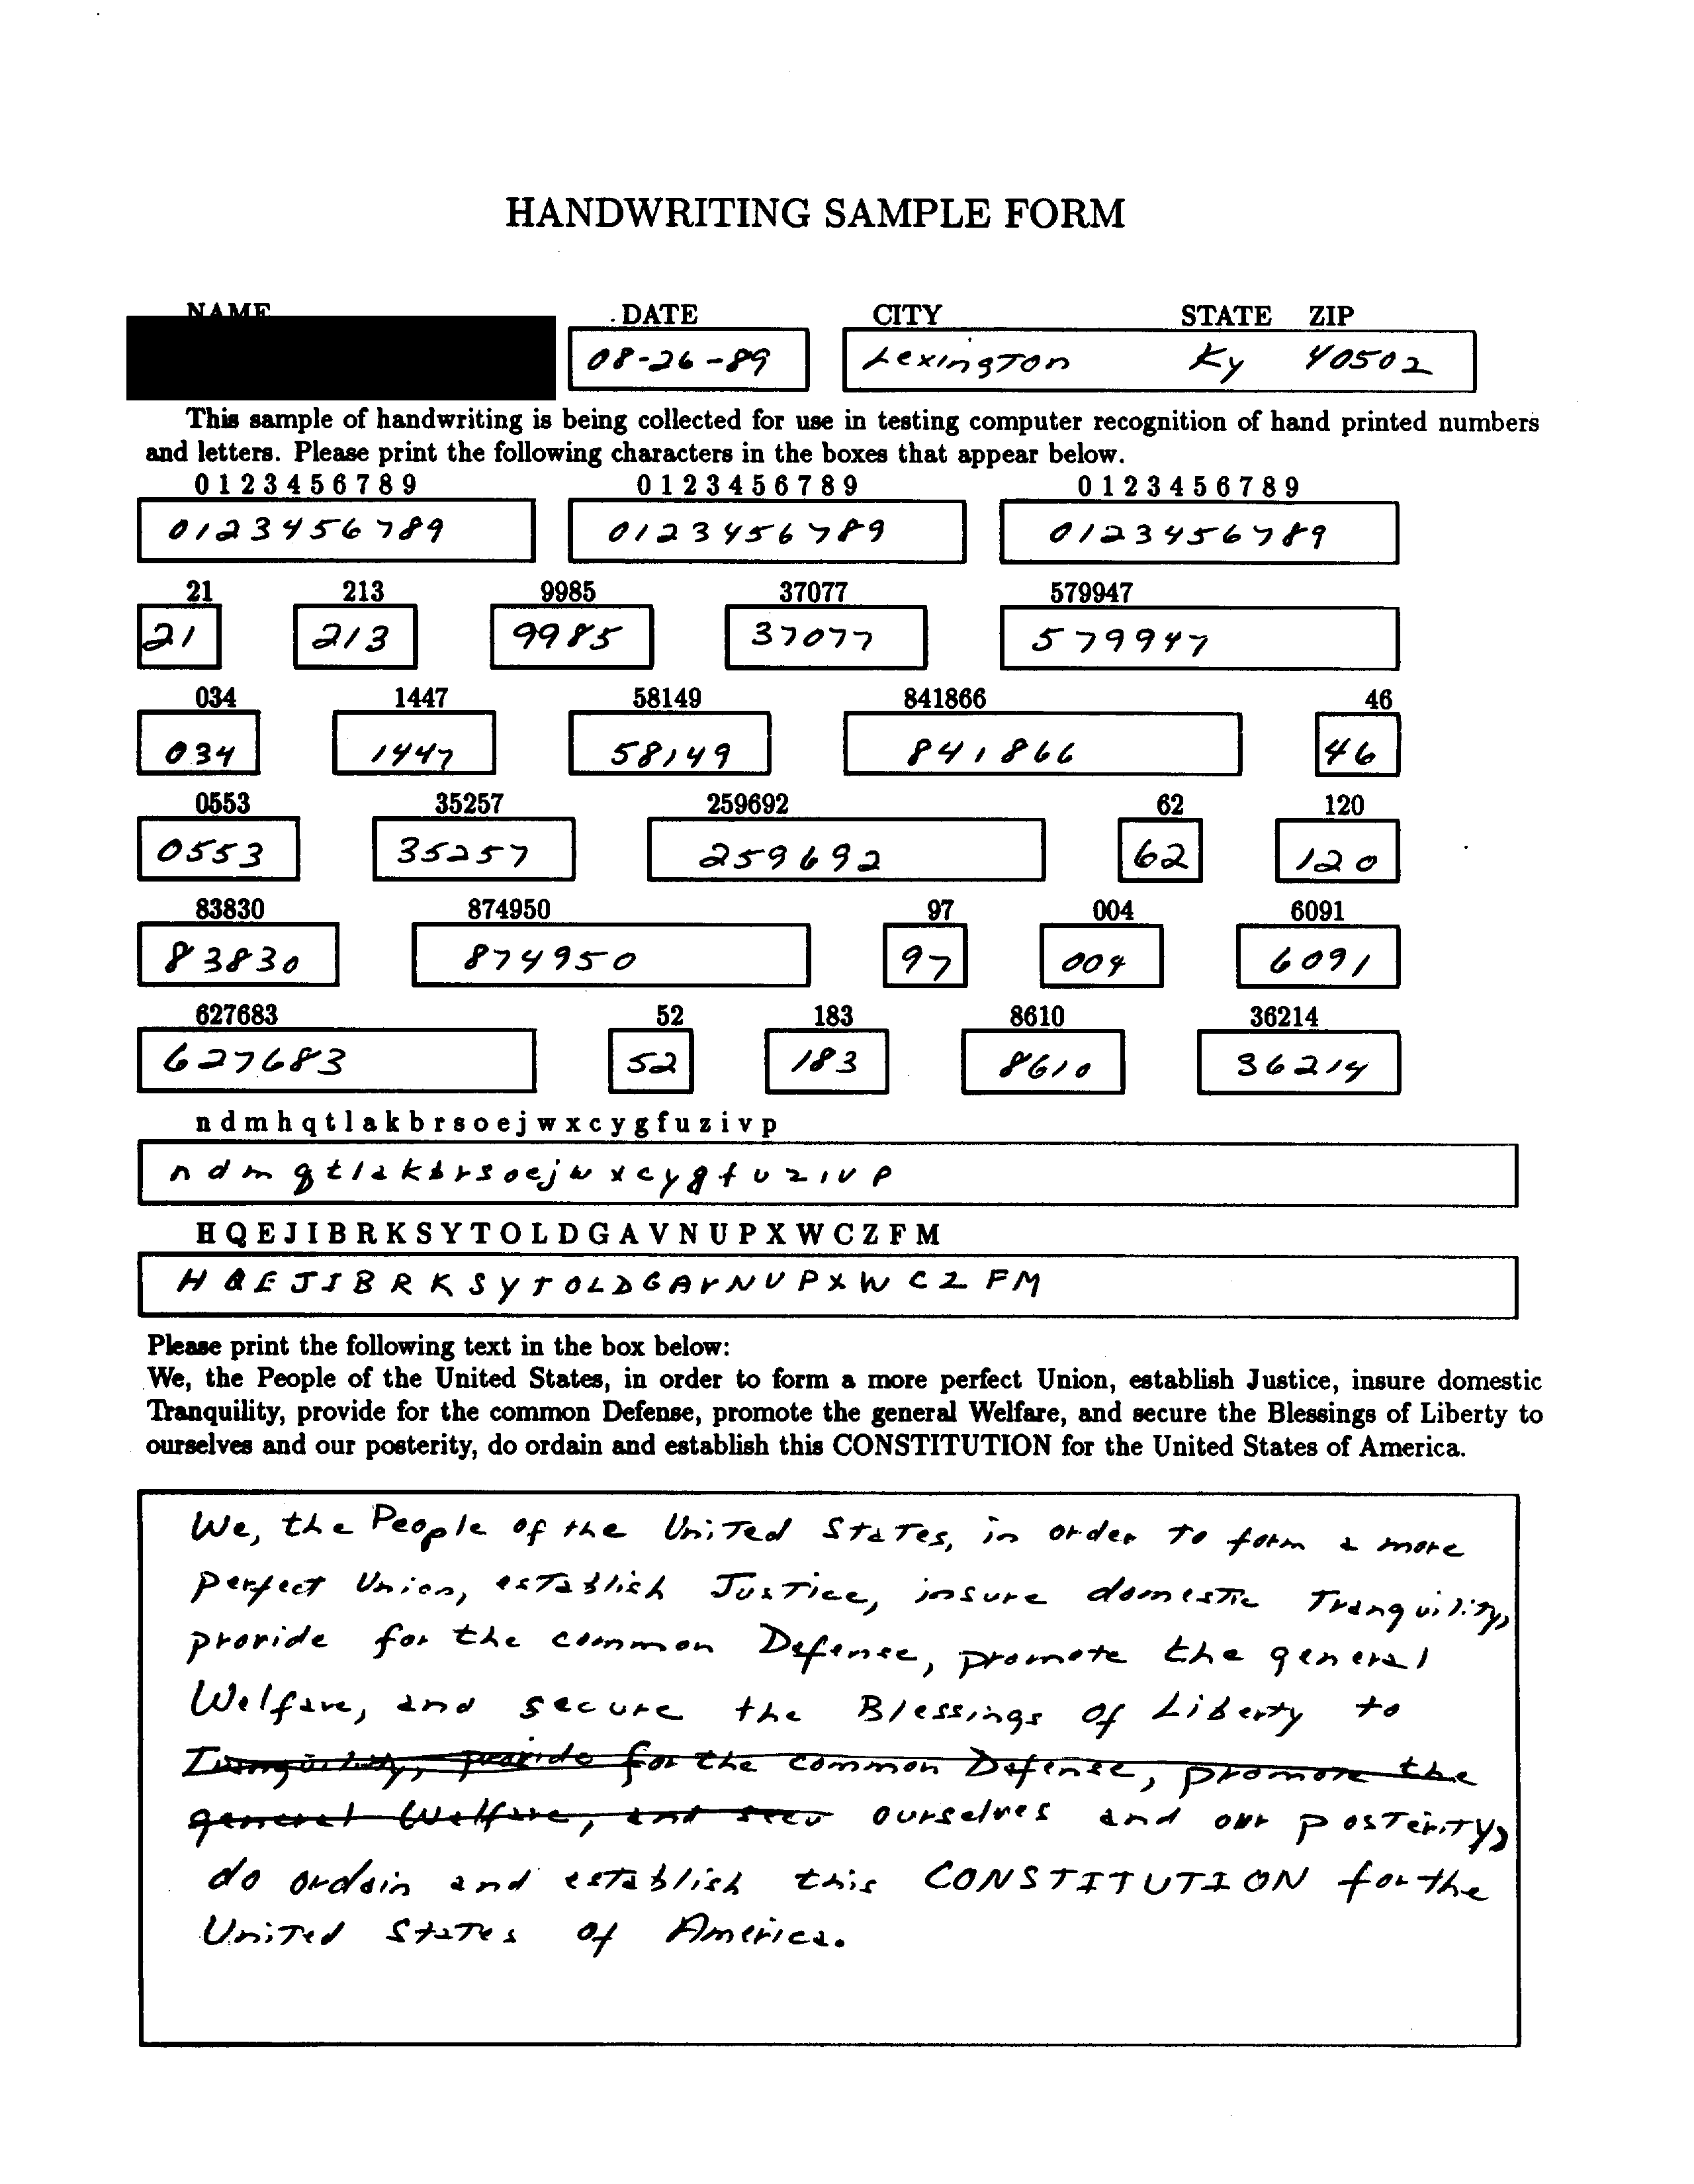 HANDWRITING SAMPLE FORM
NAME DATE CITY STATE ZIP
08-26-89 Lexington Ky 40502
This sample of handwriting is being collected for use in testing computer recognition of hand printed numbers
and letters. Please print the following characters in the boxes that appear below.
0 1 2 3 4 5 6 7 8 9 0 1 2 3 4 5 6 7 8 9 0 1 2 3 4 5 6 7 8 9
0123456789 0123456789 0123456789
21 213 9985 37077 579947
21 213 9985 37077 579947
034 1447 58149 841866 46
034 1447 58149 841866 46
0553 35257 259692 62 120
0553 35257 259692 62 120
83830 874950 97 004 6091
83830 874950 97 004 6091
627683 52 183 8610 36214
627683 52 183 8610 36214
n d m h q t l a k b r s o e j w x c y g f u z i v p
n d m q t l a k b r s o e j w x c y g f u z i v p
H Q E J I B R K S Y T O L D G A V N U P X W C Z F M
H Q E J I B R K S Y T O L D G A V N U P X W C Z F M
Please print the following text in the box below:
We, the People of the United States, in order to form a more perfect Union, establish Justice, insure domestic
Tranquility, provide for the common Defense, promote the general Welfare, and secure the Blessings of Liberty to
ourselves and our posterity, do ordain and establish this CONSTITUTION for the United States of America.
We, the People of the United States, in order to form a more
perfect Union, establish Justice, insure domestic Tranquility,
provide for the common Defense, promote the general
Welfare, and secure the Blessings of Liberty to
Tranquility, provide for the common Defense, promote the
general Welfare, and secu ourselves and our posterity,
do ordain and establish this CONSTITUTION for the
United States of America.